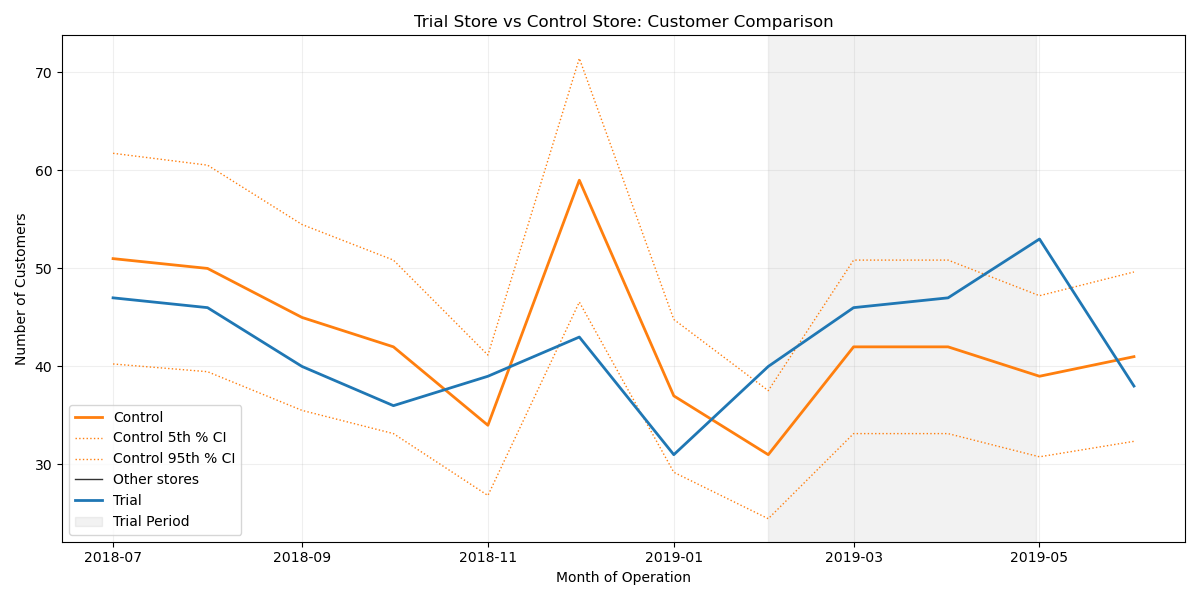 Trial Store vs Control Store: Customer Comparison
Number of Customers
70
60
50
40
30
Control
Control 5th % CI
Control 95th % CI
Other stores
Trial
Trial Period
2018-07
2018-09
2018-11
2019-01
2019-03
2019-05
Month of Operation